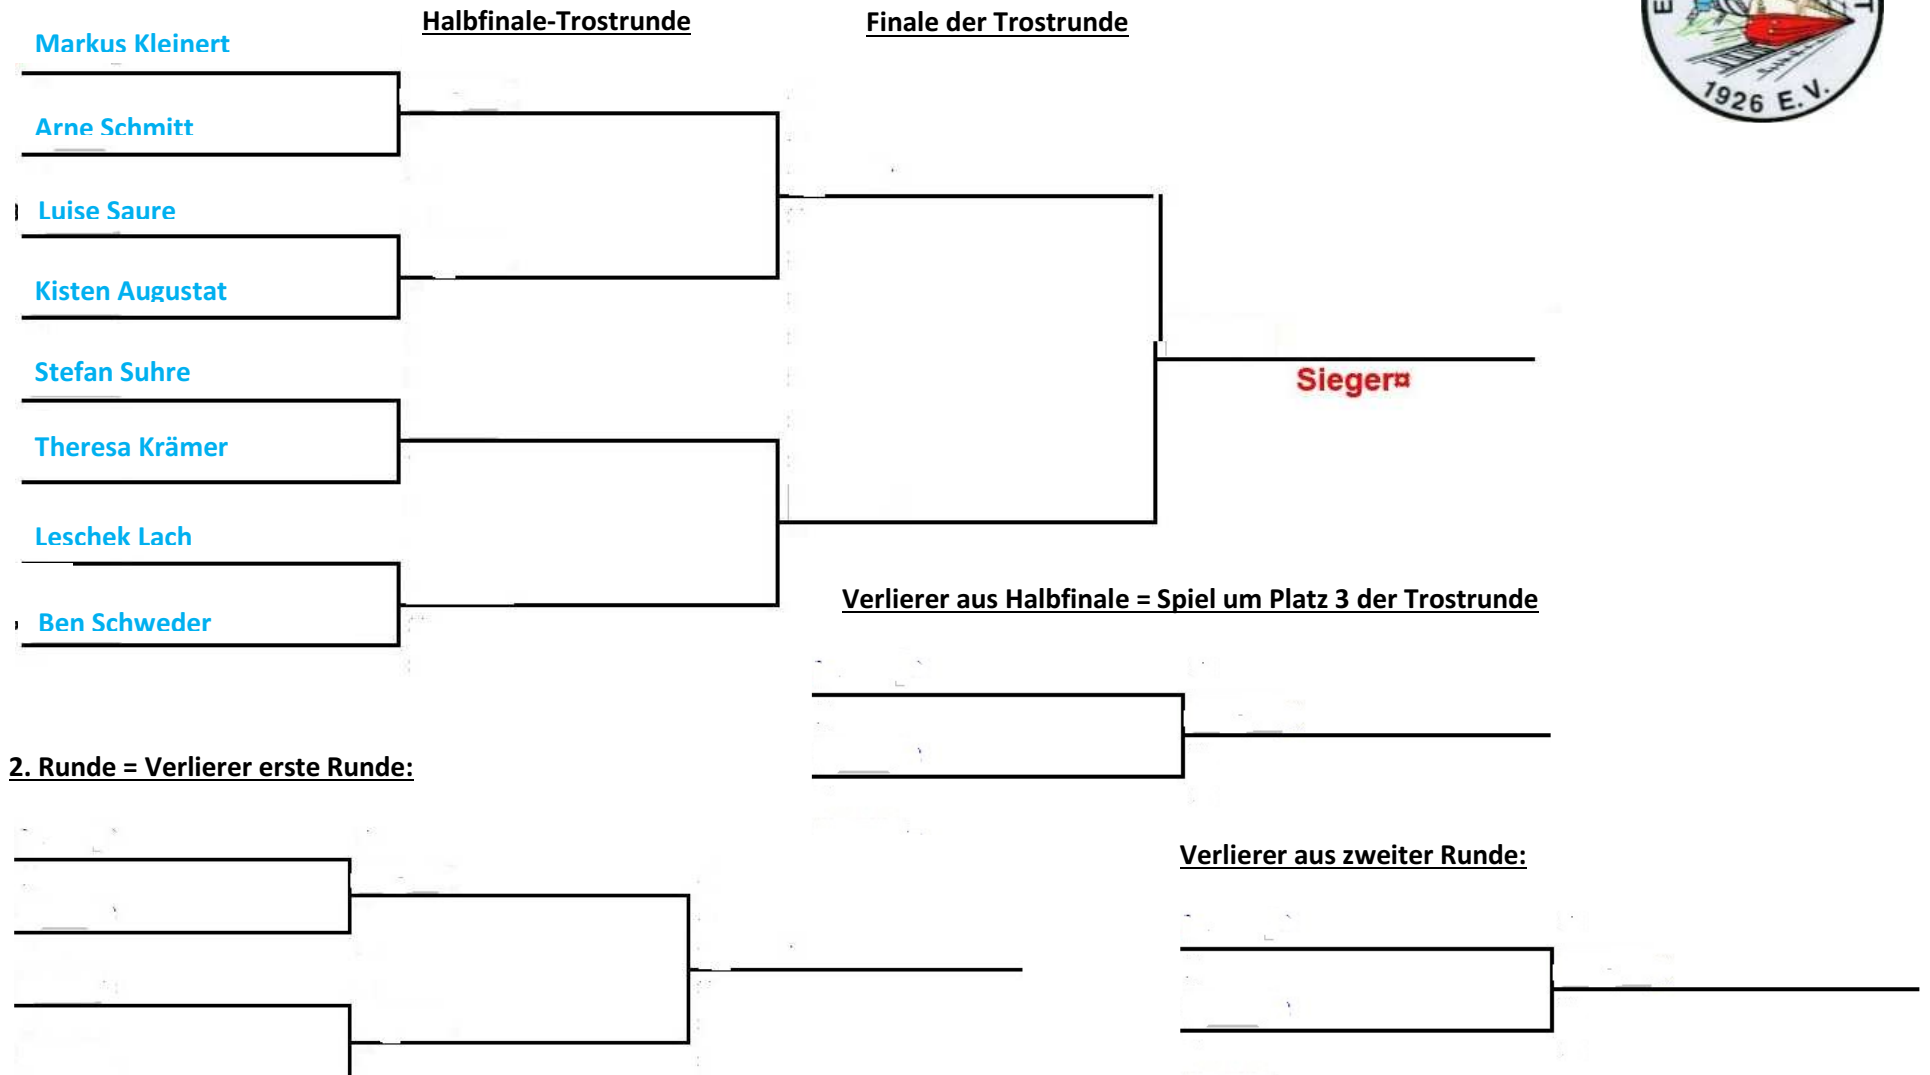 Halbfinale-Trostrunde
Finale der Trostrunde
Markus Kleinert
Arne Schmitt
Luise Saure
Kisten Augustat
Stefan Suhre
Theresa Krämer
Leschek Lach
Ben Schweder
Sieger¤
1926 E.V.
Verlierer aus Halbfinale = Spiel um Platz 3 der Trostrunde
2. Runde = Verlierer erste Runde:
Verlierer aus zweiter Runde: